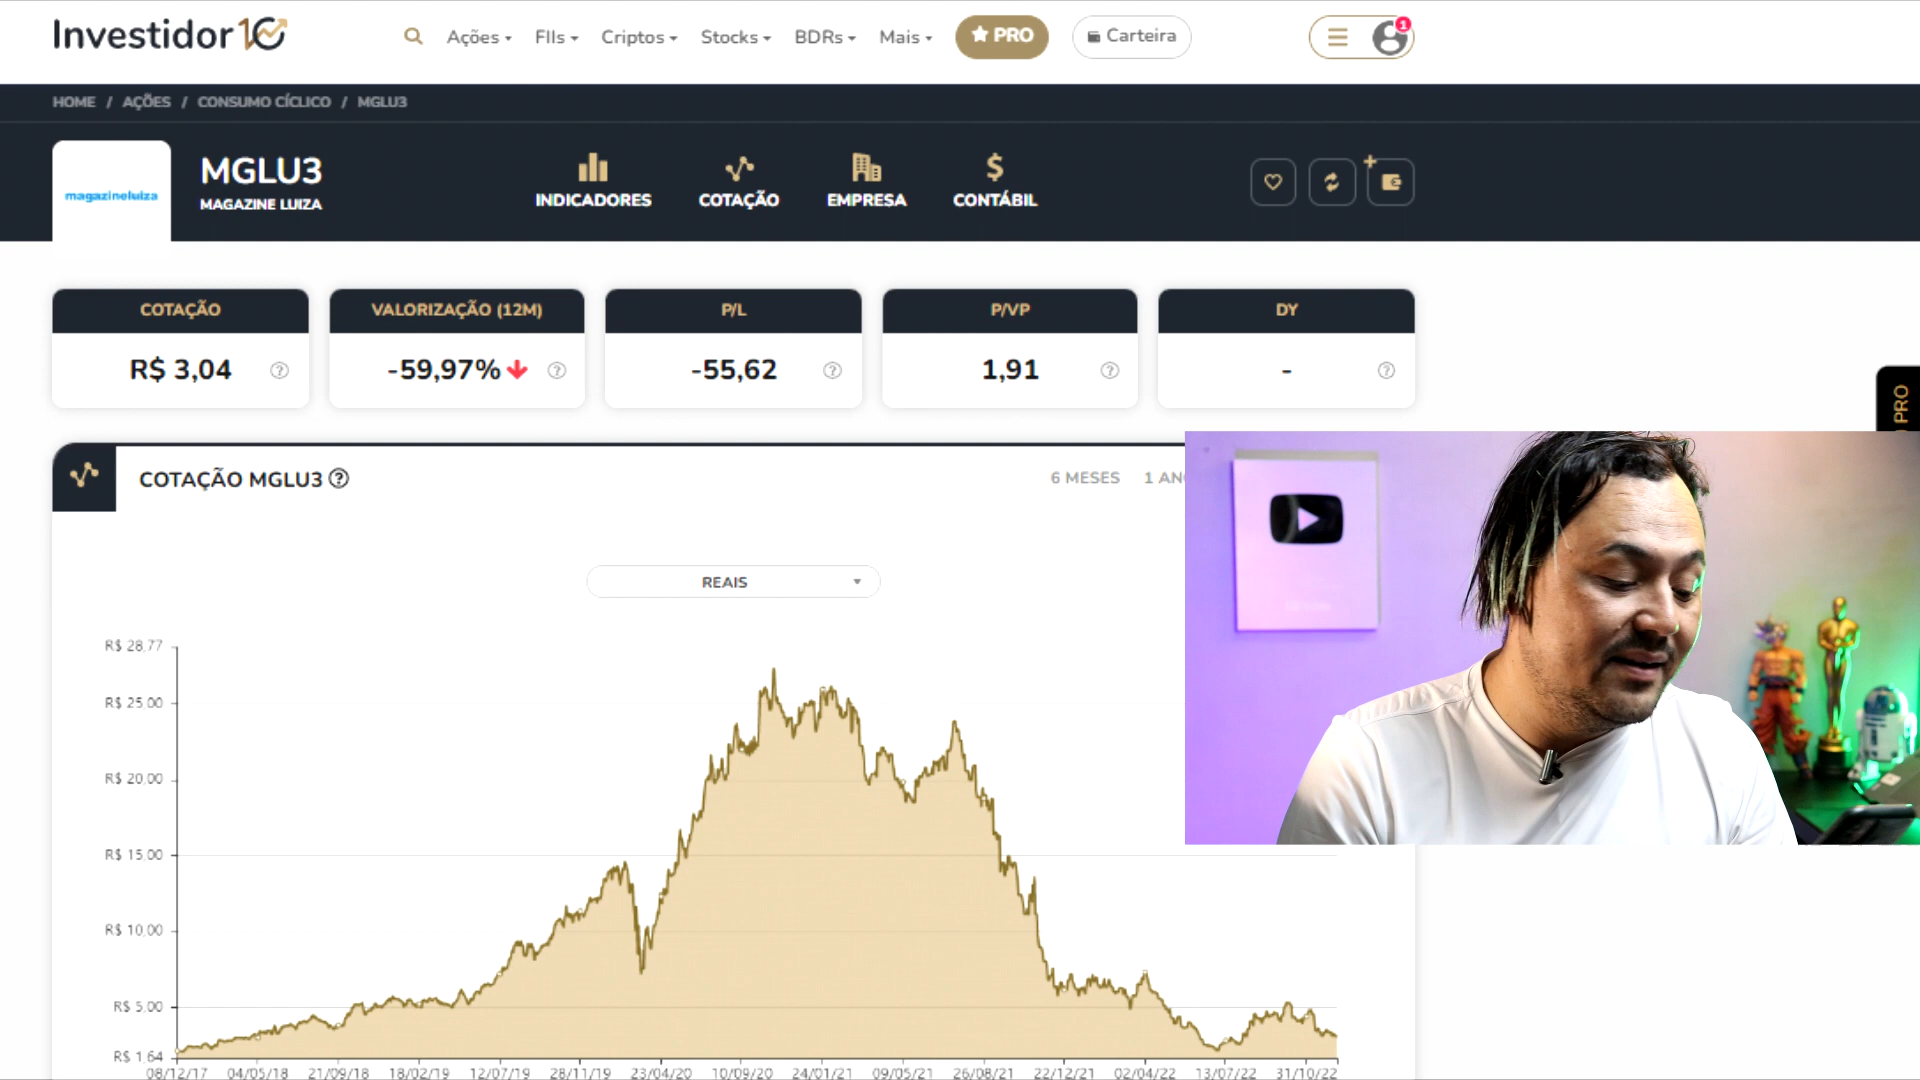 Investidor10
Ações
FIIs
Criptos
Stocks
BDRs
Mais
PRO
Carteira
1
HOME / AÇÕES / CONSUMO CÍCLICO / MGLU3
magazineluiza
MGLU3
MAGAZINE LUIZA
INDICADORES
COTAÇÃO
EMPRESA
CONTÁBIL
COTAÇÃO
R$ 3,04
VALORIZAÇÃO (12M)
-59,97%
P/L
-55,62
P/VP
1,91
DY
-
PRO
COTAÇÃO MGLU3
6 MESES
REAIS
R$ 28,77
R$ 25,00
R$ 20,00
R$ 15,00
R$ 10,00
R$ 5,00
R$ 1,64
08/12/17 04/05/18 21/09/18 18/02/19 12/07/19 28/11/19 23/04/20 10/09/20 24/01/21 09/05/21 26/08/21 22/12/21 02/04/22 13/07/22 31/10/22